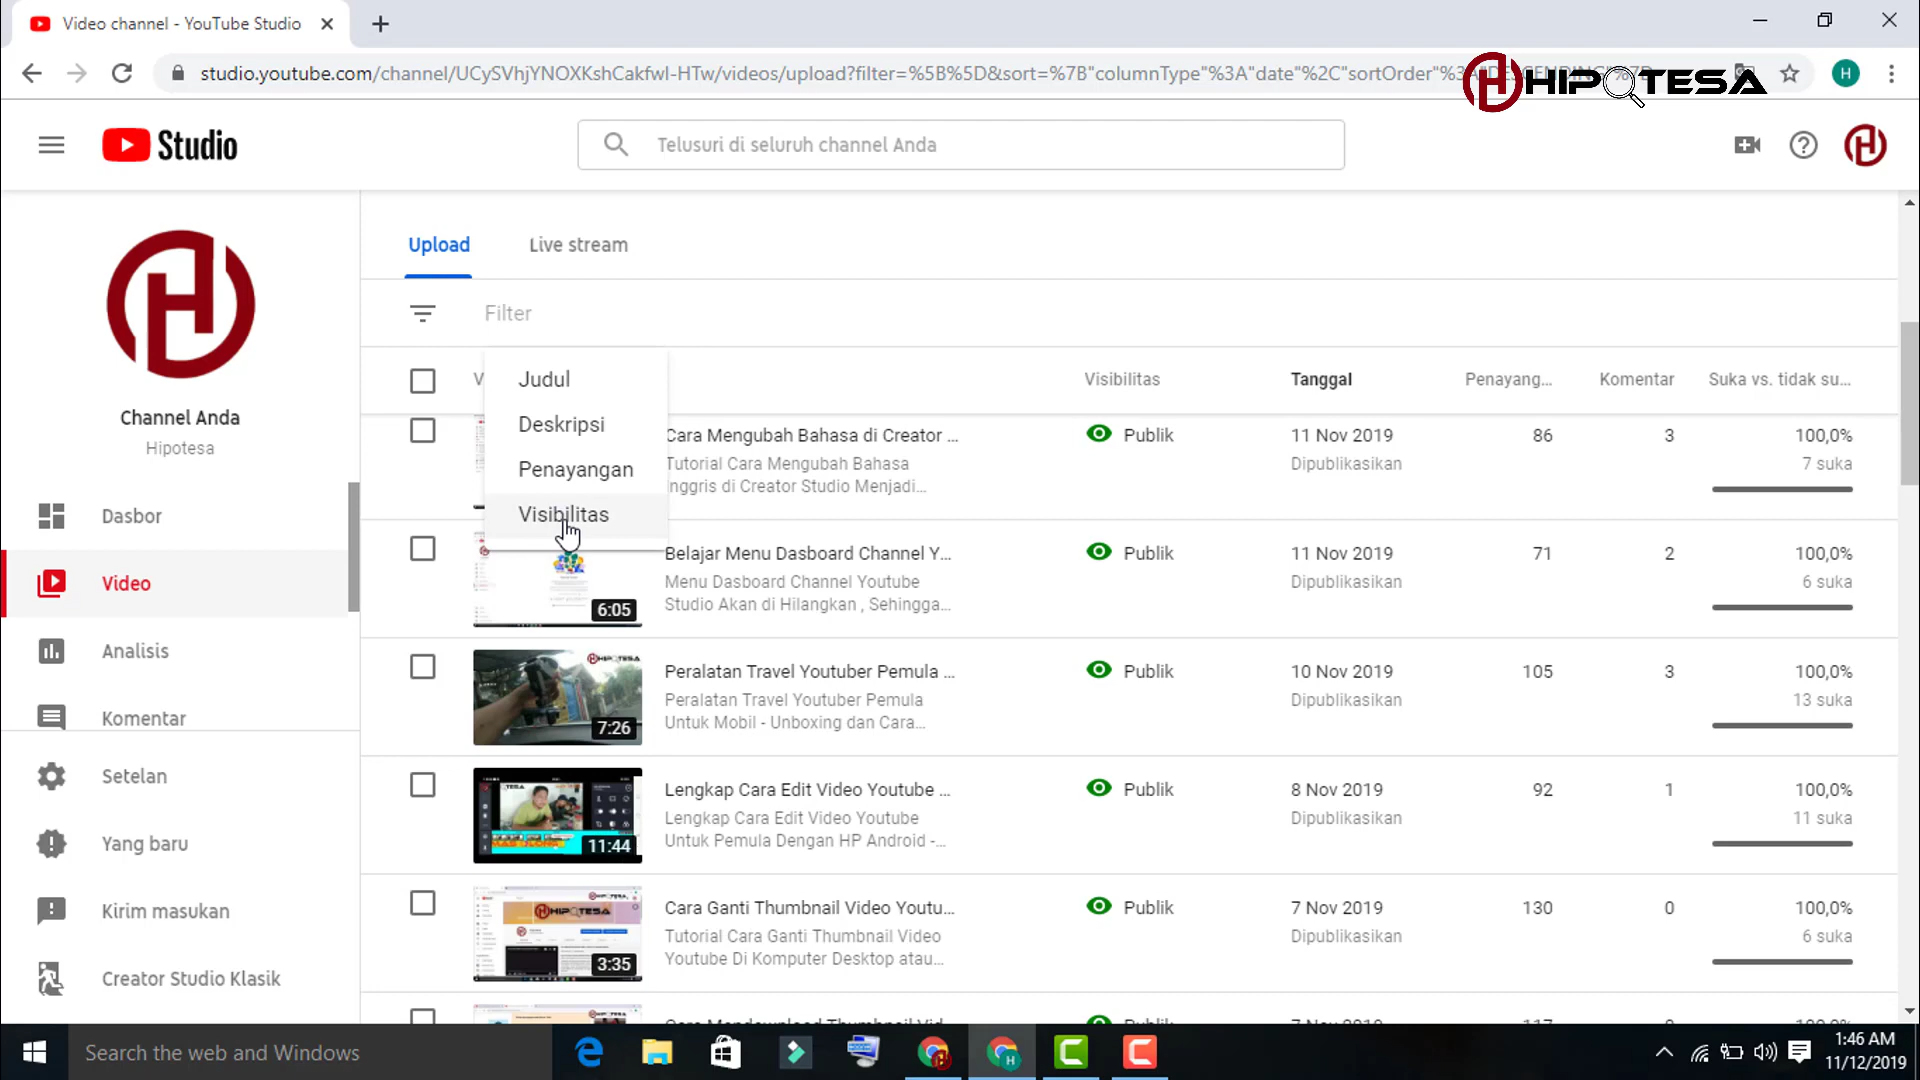 Video channel - YouTube Studio
studio.youtube.com/channel/UCySVhjYNOXKshCakfwI-HTw/videos/upload?filter=%5B%5D&sort=%7B"columnType"%3A"date"%2C"sortOrder"%3A"DESCENDING"%7D
H
HIPOTESA
Studio
Telusuri di seluruh channel Anda
Upload
Live stream
Filter
Judul
Deskripsi
Penayangan
Visibilitas
Visibilitas
Tanggal
Penayang...
Komentar
Suka vs. tidak su...
Channel Anda
Hipotesa
Dasbor
Video
Analisis
Komentar
Setelan
Yang baru
Kirim masukan
Creator Studio Klasik
Cara Mengubah Bahasa di Creator ...
Tutorial Cara Mengubah Bahasa
nggris di Creator Studio Menjadi...
Publik
11 Nov 2019
Dipublikasikan
86
3
100,0%
7 suka
6:05
Belajar Menu Dasboard Channel Y...
Menu Dasboard Channel Youtube
Studio Akan di Hilangkan , Sehingga...
Publik
11 Nov 2019
Dipublikasikan
71
2
100,0%
6 suka
HIPOTESA
7:26
Peralatan Travel Youtuber Pemula ...
Peralatan Travel Youtuber Pemula
Untuk Mobil - Unboxing dan Cara...
Publik
10 Nov 2019
Dipublikasikan
105
3
100,0%
13 suka
11:44
Lengkap Cara Edit Video Youtube ...
Lengkap Cara Edit Video Youtube
Untuk Pemula Dengan HP Android -...
Publik
8 Nov 2019
Dipublikasikan
92
1
100,0%
11 suka
HIPOTESA
HIPOTESA
3:35
Cara Ganti Thumbnail Video Youtu...
Tutorial Cara Ganti Thumbnail Video
Youtube Di Komputer Desktop atau...
Publik
7 Nov 2019
Dipublikasikan
130
0
100,0%
6 suka
HIPOTESA
Search the web and Windows
1:46 AM
11/12/2019